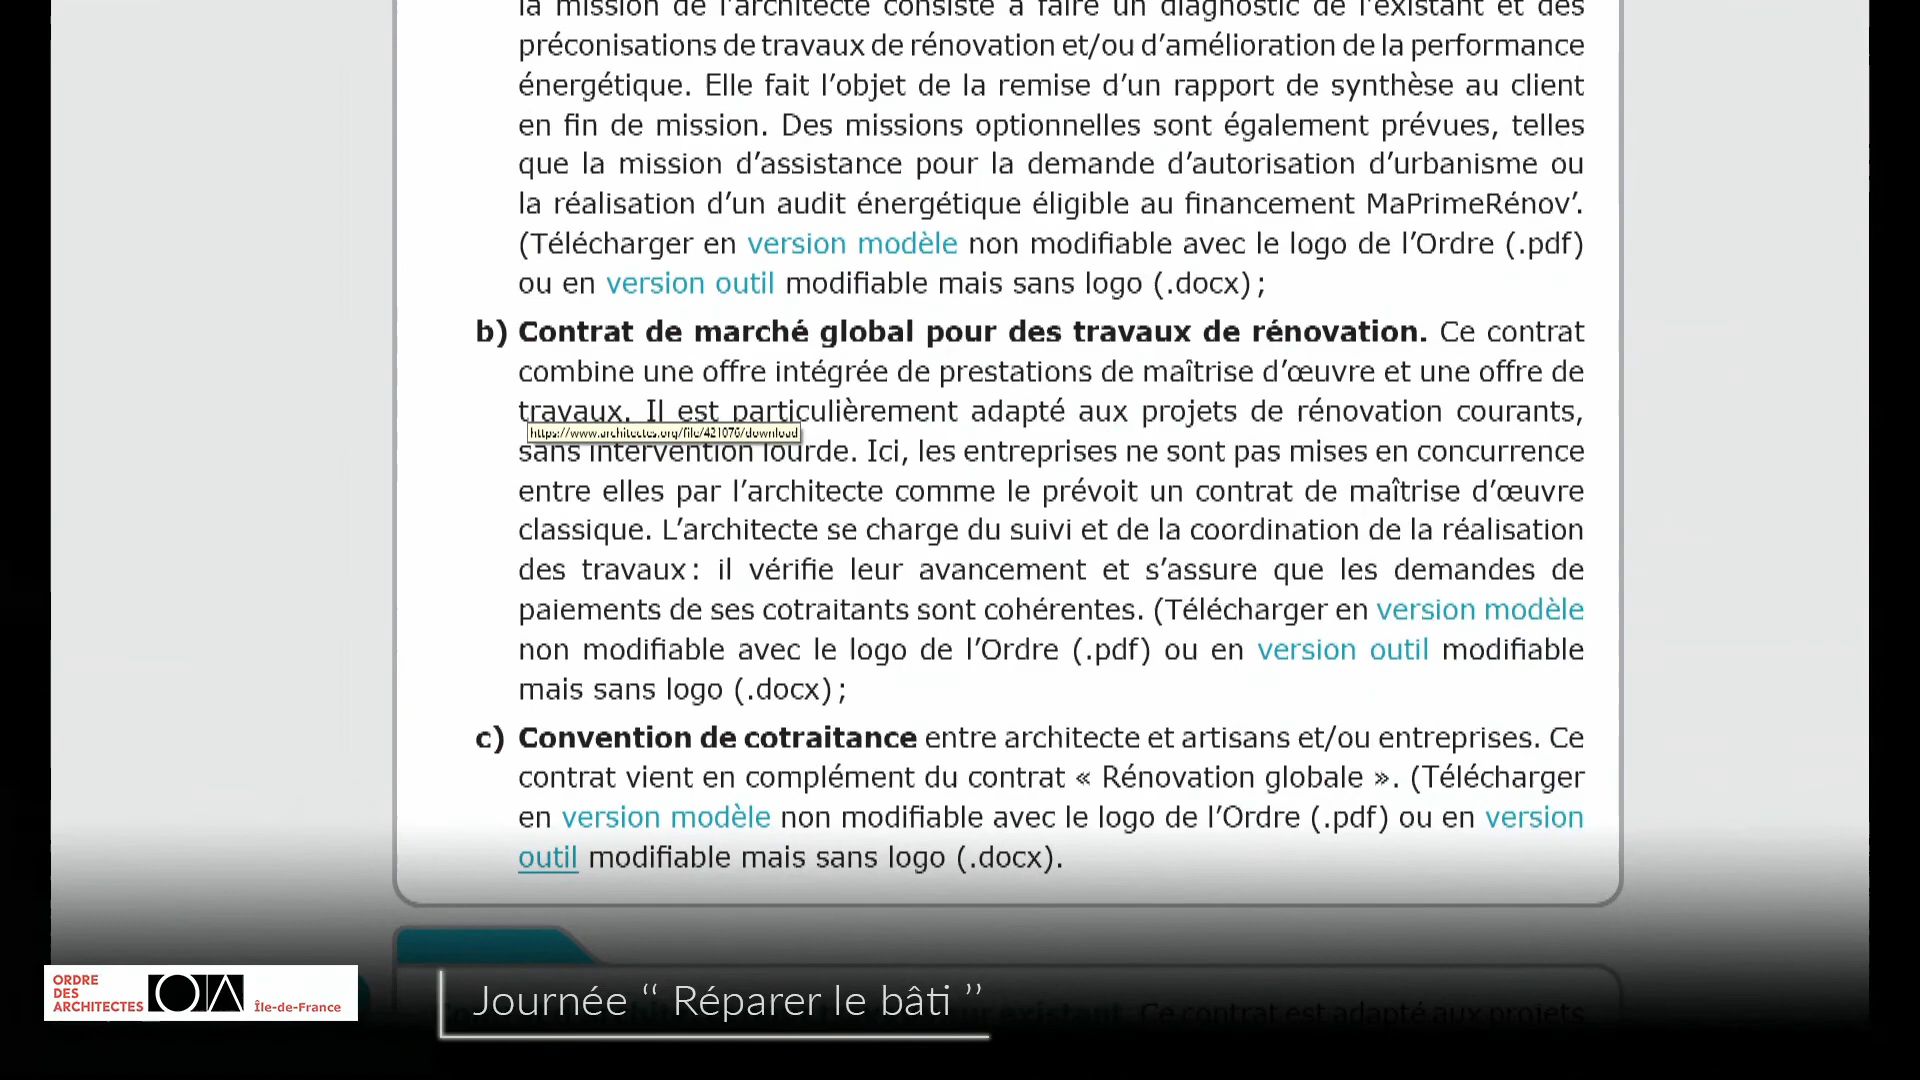 la mission de l’architecte consiste à faire un diagnostic de l’existant et des
préconisations de travaux de rénovation et/ou d’amélioration de la performance
énergétique. Elle fait l’objet de la remise d’un rapport de synthèse au client
en fin de mission. Des missions optionnelles sont également prévues, telles
que la mission d’assistance pour la demande d’autorisation d’urbanisme ou
la réalisation d’un audit énergétique éligible au financement MaPrimeRénov’.
(Télécharger en version modèle non modifiable avec le logo de l’Ordre (.pdf)
ou en version outil modifiable mais sans logo (.docx) ;
b) Contrat de marché global pour des travaux de rénovation. Ce contrat
combine une offre intégrée de prestations de maîtrise d’œuvre et une offre de
travaux. Il est particulièrement adapté aux projets de rénovation courants,
https://www.architectes.org/file/421076/download
sans intervention lourde. Ici, les entreprises ne sont pas mises en concurrence
entre elles par l’architecte comme le prévoit un contrat de maîtrise d’œuvre
classique. L’architecte se charge du suivi et de la coordination de la réalisation
des travaux : il vérifie leur avancement et s’assure que les demandes de
paiements de ses cotraitants sont cohérentes. (Télécharger en version modèle
non modifiable avec le logo de l’Ordre (.pdf) ou en version outil modifiable
mais sans logo (.docx) ;
c) Convention de cotraitance entre architecte et artisans et/ou entreprises. Ce
contrat vient en complément du contrat « Rénovation globale ». (Télécharger
en version modèle non modifiable avec le logo de l’Ordre (.pdf) ou en version
outil modifiable mais sans logo (.docx).
existant. Ce contrat est adapté aux projets
ORDRE
DES
ARCHITECTES
Île-de-France
Journée “ Réparer le bâti ”